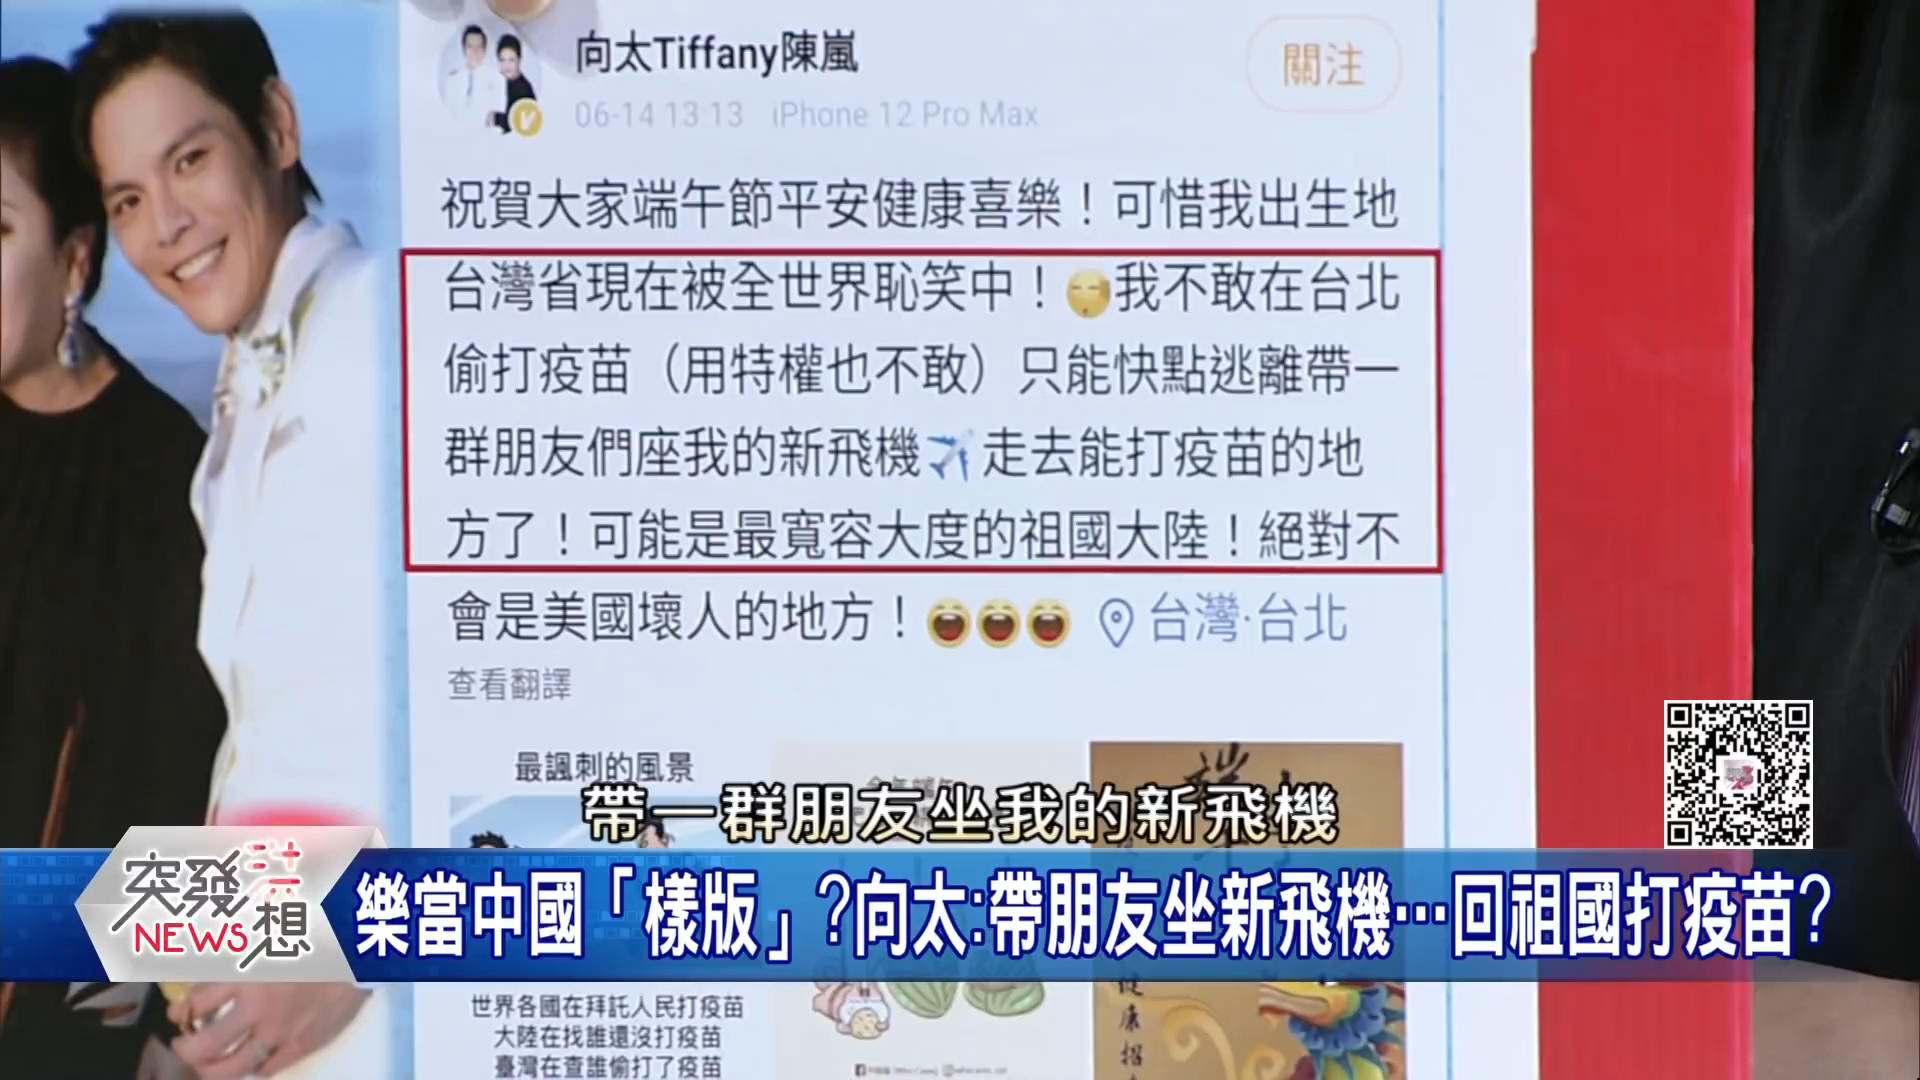 向太Tiffany陳嵐
關注
06-14 13:13 iPhone 12 Pro Max
祝賀大家端午節平安健康喜樂！可惜我出生地
台灣省現在被全世界恥笑中！我不敢在台北
偷打疫苗（用特權也不敢）只能快點逃離帶一
群朋友們座我的新飛機走去能打疫苗的地
方了！可能是最寬容大度的祖國大陸！絕對不
會是美國壞人的地方！台灣·台北
查看翻譯
最諷刺的風景
帶一群朋友坐我的新飛機
突發淇想
NEWS
樂當中國「樣版」?向太:帶朋友坐新飛機…回祖國打疫苗?
世界各國在拜託人民打疫苗
大陸在找誰還沒打疫苗
臺灣在查誰偷打了疫苗
健康招